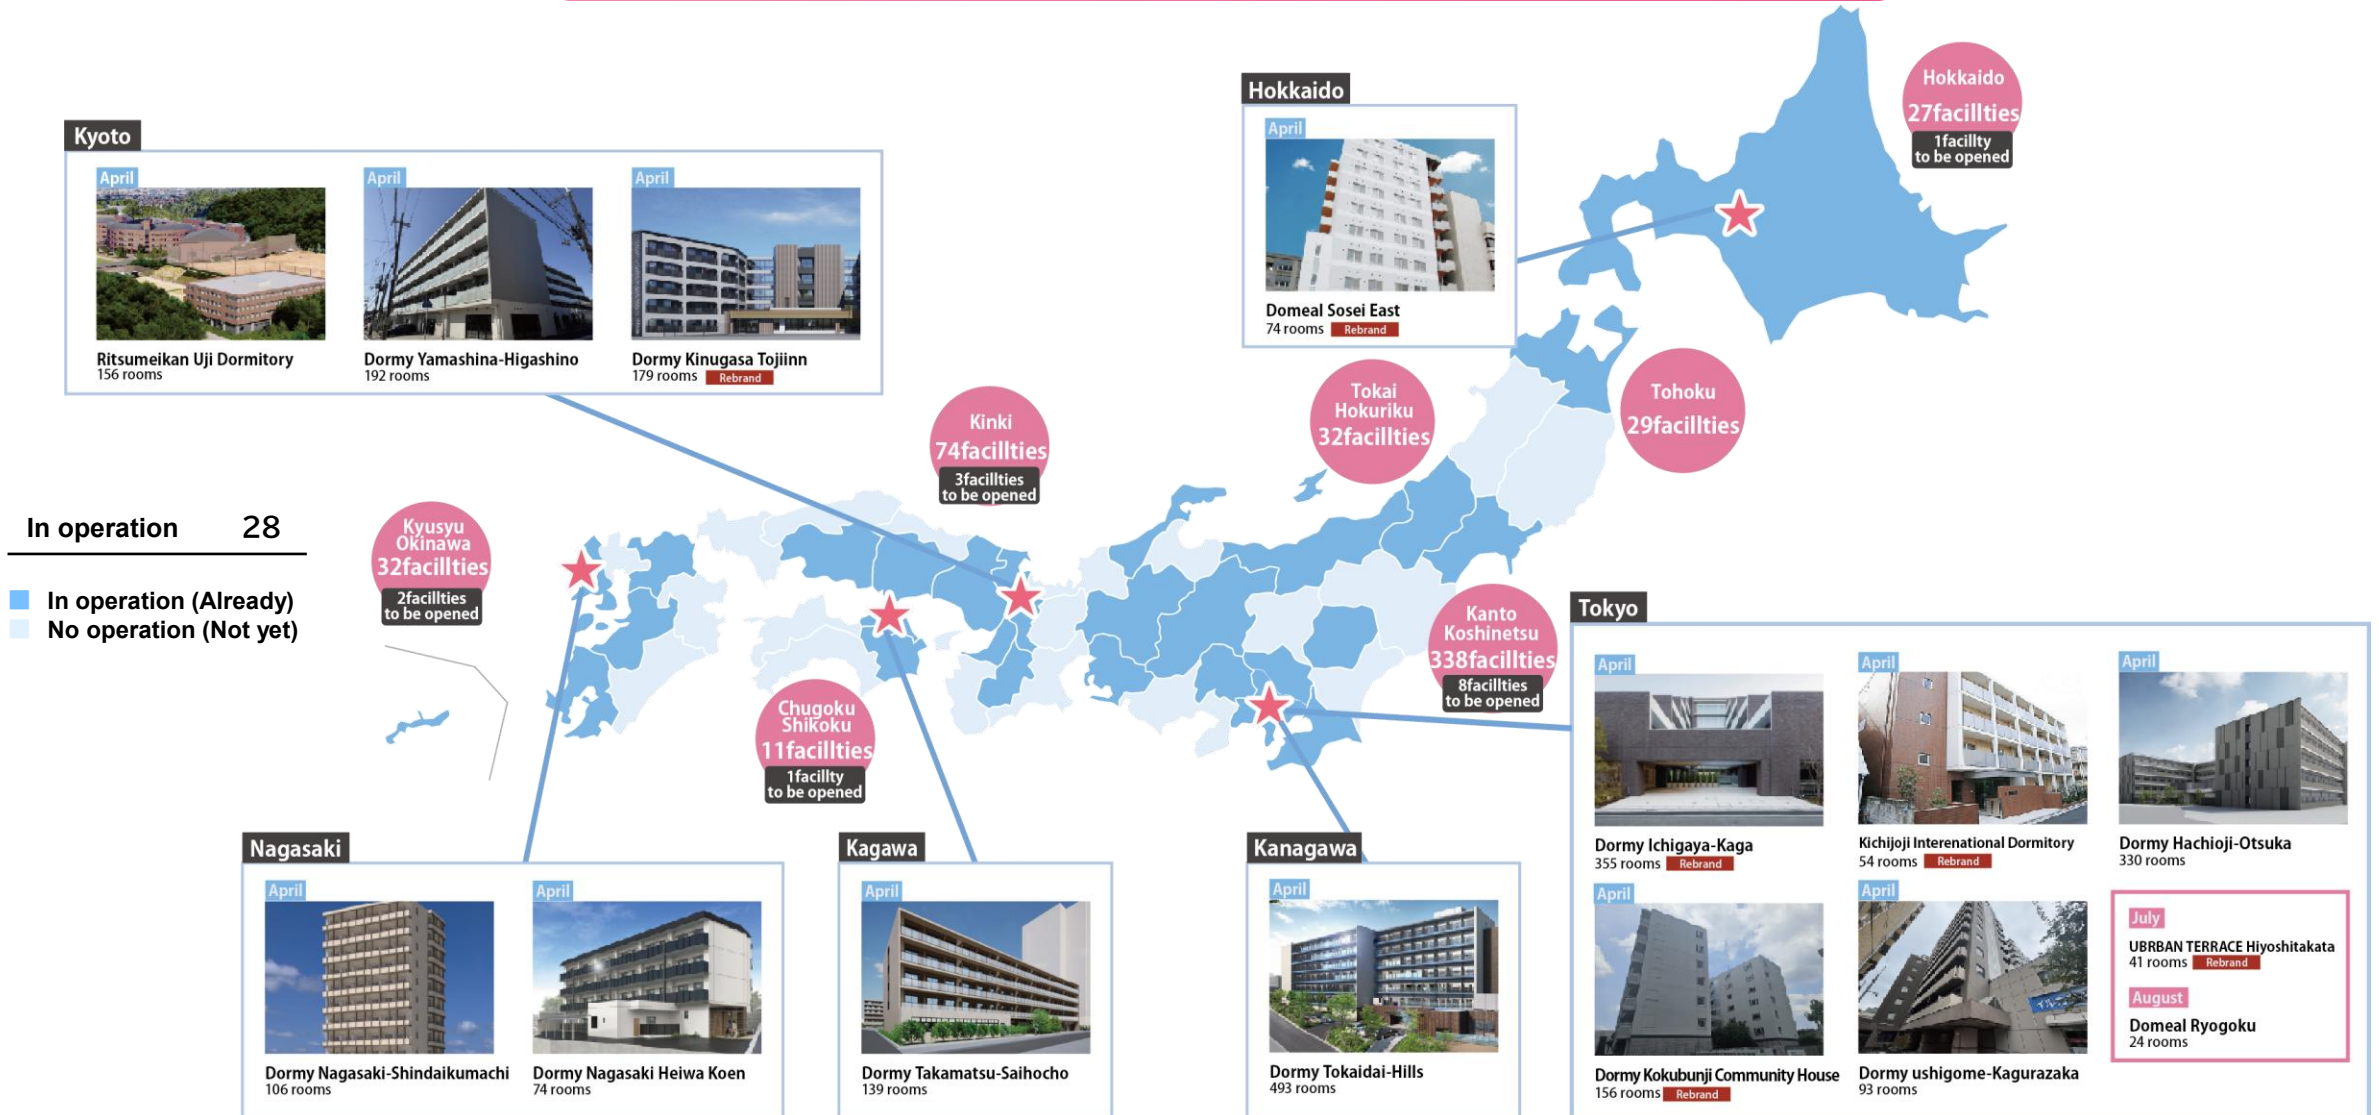 Kyoto
April
Ritsumeikan Uji Dormitory
156 rooms
April
Dormy Yamashina-Higashino
192 rooms
April
Dormy Kinugasa Tojiinn
179 rooms Rebrand
Hokkaido
April
Domeal Sosei East
74 rooms Rebrand
Hokkaido
27facillties
1facillty
to be opened
Tokai
Hokuriku
32facillties
Tohoku
29facillties
Kinki
74facillties
3facillties
to be opened
In operation 28
In operation (Already)
No operation (Not yet)
Kyusyu
Okinawa
32facillties
2facillties
to be opened
Chugoku
Shikoku
11facillties
1facillty
to be opened
Kanto
Koshinetsu
338facillties
8facillties
to be opened
Tokyo
April
Dormy Ichigaya-Kaga
355 rooms Rebrand
April
Kichijoji Interenational Dormitory
54 rooms Rebrand
April
Dormy Hachioji-Otsuka
330 rooms
April
Dormy Kokubunji Community House
156 rooms Rebrand
April
Dormy ushigome-Kagurazaka
93 rooms
July
UBRBAN TERRACE Hiyoshitakata
41 rooms Rebrand
August
Domeal Ryogoku
24 rooms
Nagasaki
April
Dormy Nagasaki-Shindaikumachi
106 rooms
April
Dormy Nagasaki Heiwa Koen
74 rooms
Kagawa
April
Dormy Takamatsu-Saihocho
139 rooms
Kanagawa
April
Dormy Tokaidai-Hills
493 rooms